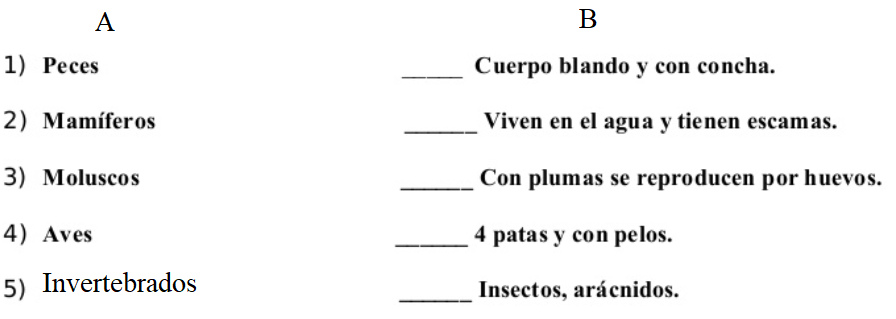 A B
1) Peces _____ Cuerpo blando y con concha.
2) Mamíferos ______ Viven en el agua y tienen escamas.
3) Moluscos ______ Con plumas se reproducen por huevos.
4) Aves ______ 4 patas y con pelos.
5) Invertebrados ______ Insectos, arácnidos.